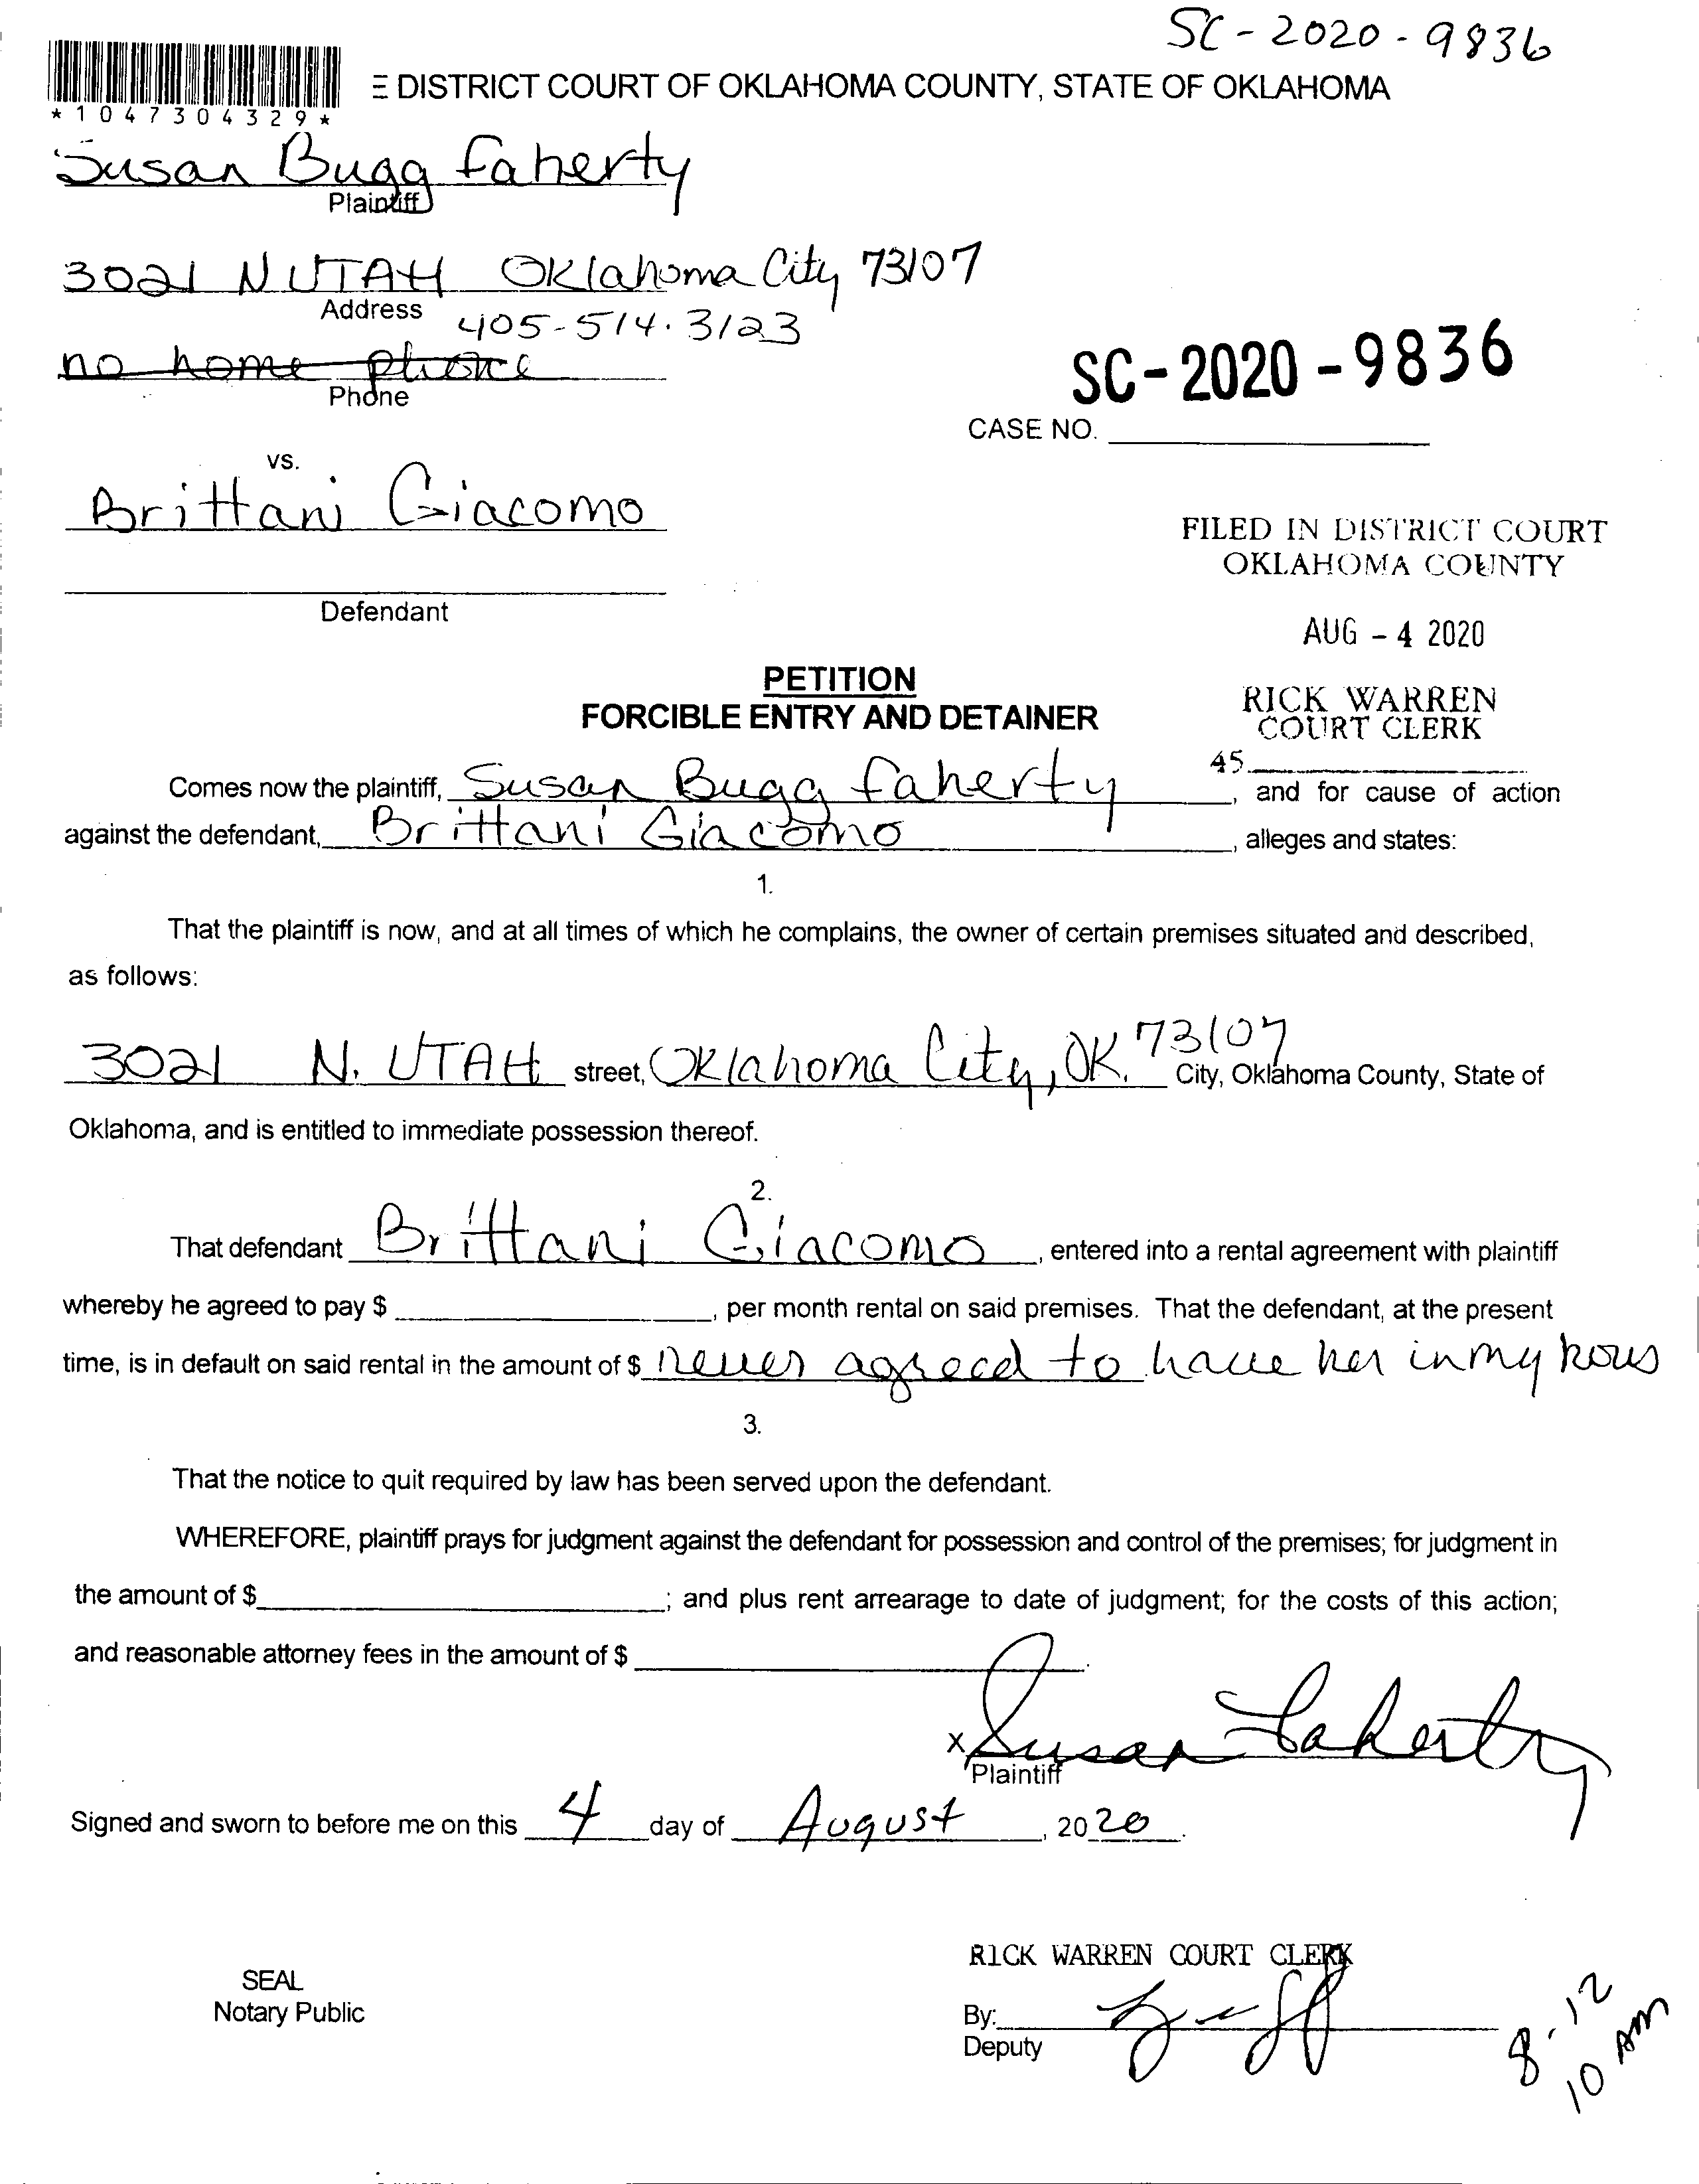 SC-2020-9836
*1047304329*
E DISTRICT COURT OF OKLAHOMA COUNTY, STATE OF OKLAHOMA
Susan Bugg Faherty
Plaintiff
3021 N UTAH Oklahoma City 73107
Address
405-514.3123
no home phone
Phone
SC-2020-9836
CASE NO.
vs.
Brittani Giacomo
FILED IN DISTRICT COURT
OKLAHOMA COUNTY
Defendant
AUG - 4 2020
PETITION
FORCIBLE ENTRY AND DETAINER
RICK WARREN
COURT CLERK
45
Comes now the plaintiff, Susan Bugg Faherty, and for cause of action
against the defendant, Brittani Giacomo, alleges and states:
1.
That the plaintiff is now, and at all times of which he complains, the owner of certain premises situated and described,
as follows:
3021 N. UTAH street, Oklahoma City, OK. 73107 City, Oklahoma County, State of
Oklahoma, and is entitled to immediate possession thereof.
2.
That defendant Brittani Giacomo, entered into a rental agreement with plaintiff
whereby he agreed to pay $ , per month rental on said premises. That the defendant, at the present
time, is in default on said rental in the amount of $ never agreed to have her in my hous
3.
That the notice to quit required by law has been served upon the defendant.
WHEREFORE, plaintiff prays for judgment against the defendant for possession and control of the premises; for judgment in
the amount of $ ; and plus rent arrearage to date of judgment; for the costs of this action;
and reasonable attorney fees in the amount of $ .
X Susan Faherty
Plaintiff
Signed and sworn to before me on this 4 day of August, 2020.
RICK WARREN COURT CLERK
SEAL
Notary Public
By:
Deputy
8.12
10 AM